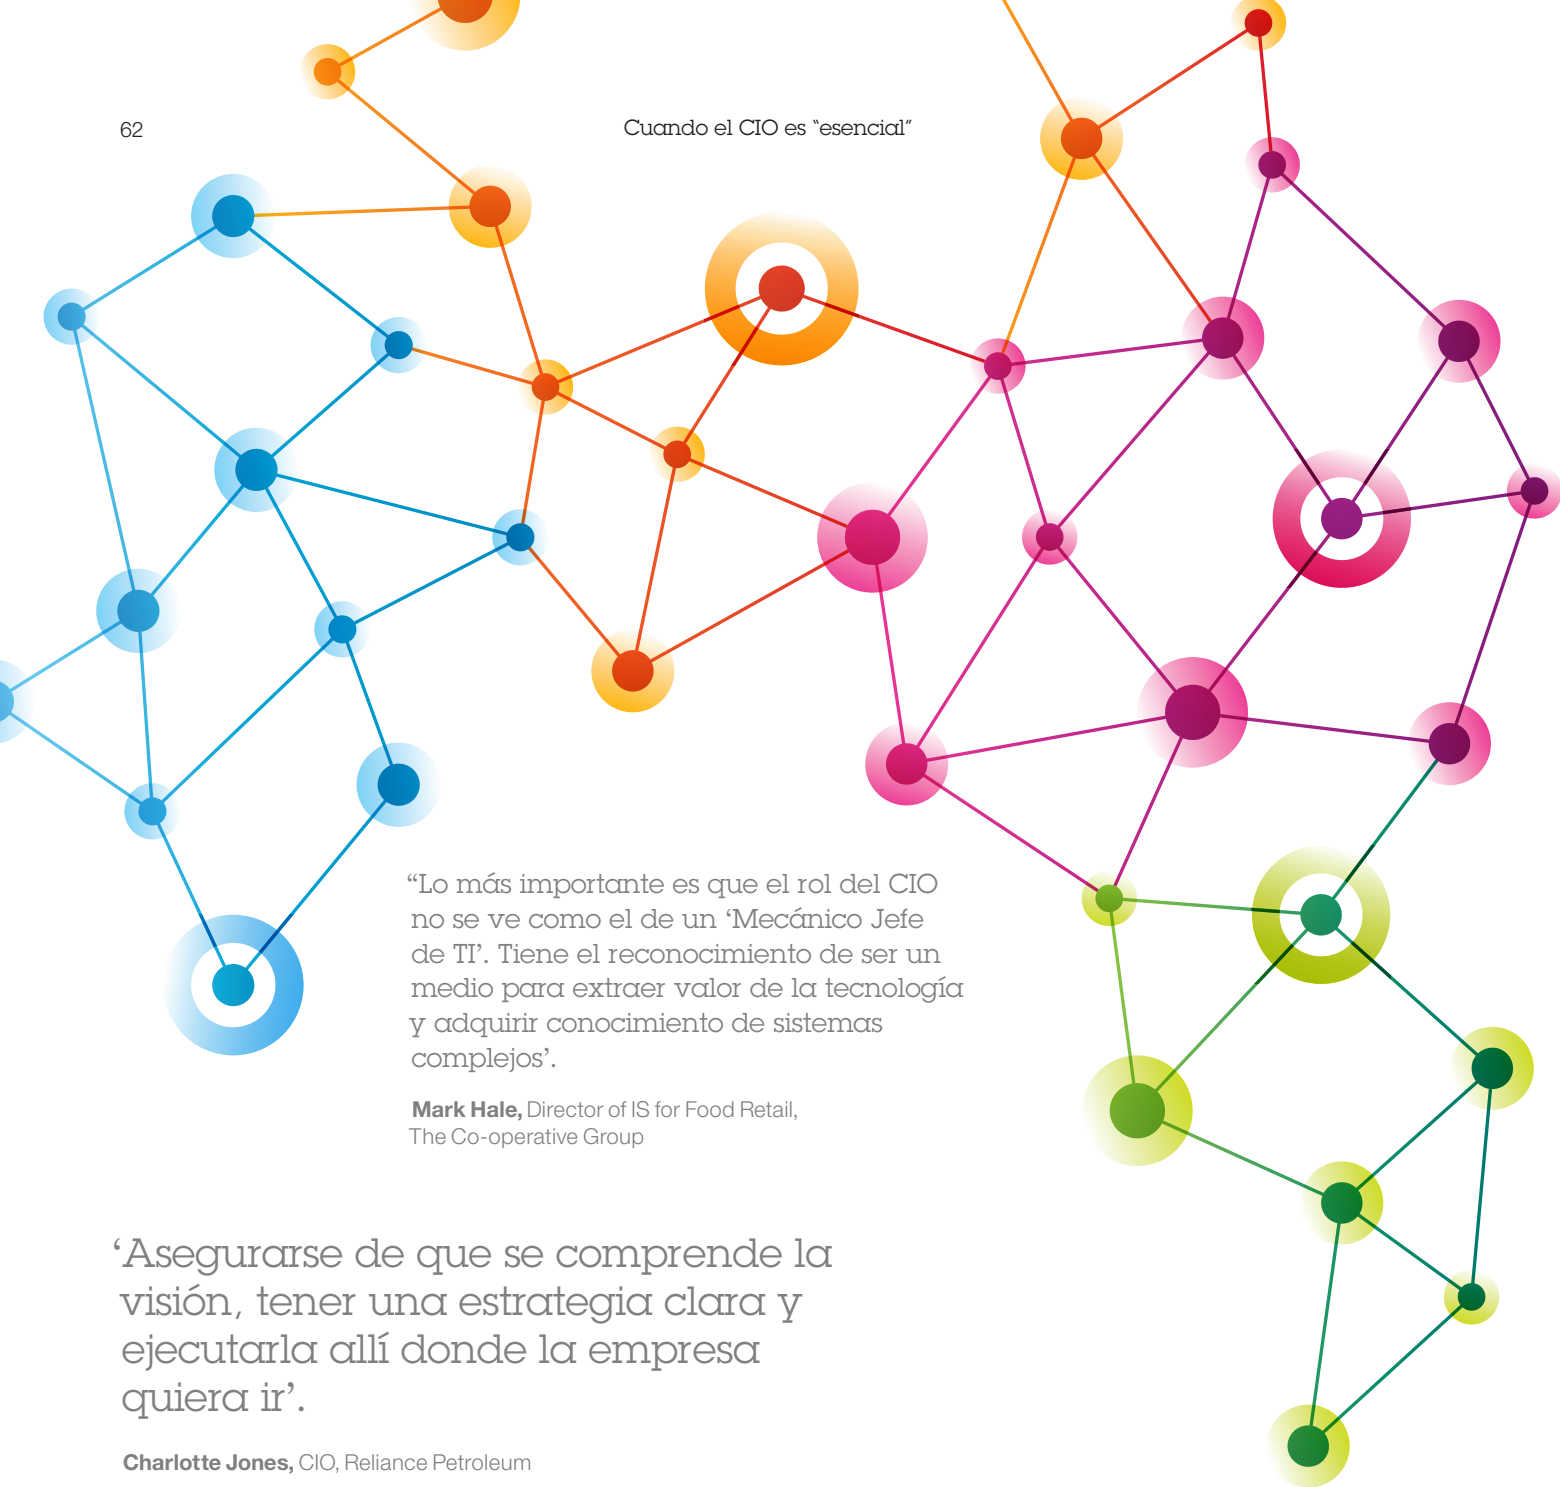 62
Cuando el CIO es “esencial”
“Lo más importante es que el rol del CIO
no se ve como el de un ‘Mecánico Jefe
de TI’. Tiene el reconocimiento de ser un
medio para extraer valor de la tecnología
y adquirir conocimiento de sistemas
complejos’.
Mark Hale, Director of IS for Food Retail,
The Co-operative Group
‘Asegurarse de que se comprende la
visión, tener una estrategia clara y
ejecutarla allí donde la empresa
quiera ir’.
Charlotte Jones, CIO, Reliance Petroleum